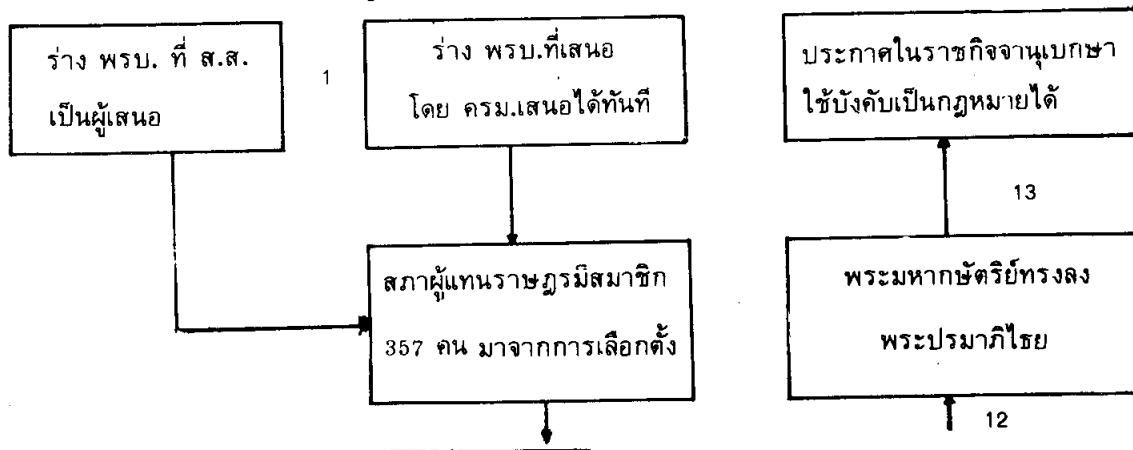 ร่าง พรบ. ที่ ส.ส.
เป็นผู้เสนอ
1
ร่าง พรบ.ที่เสนอ
โดย ครม.เสนอได้ทันที
ประกาศในราชกิจจานุเบกษา
ใช้บังคับเป็นกฎหมายได้
13
สภาผู้แทนราษฎรมีสมาชิก
357 คน มาจากการเลือกตั้ง
พระมหากษัตริย์ทรงลง
พระปรมาภิไธย
12